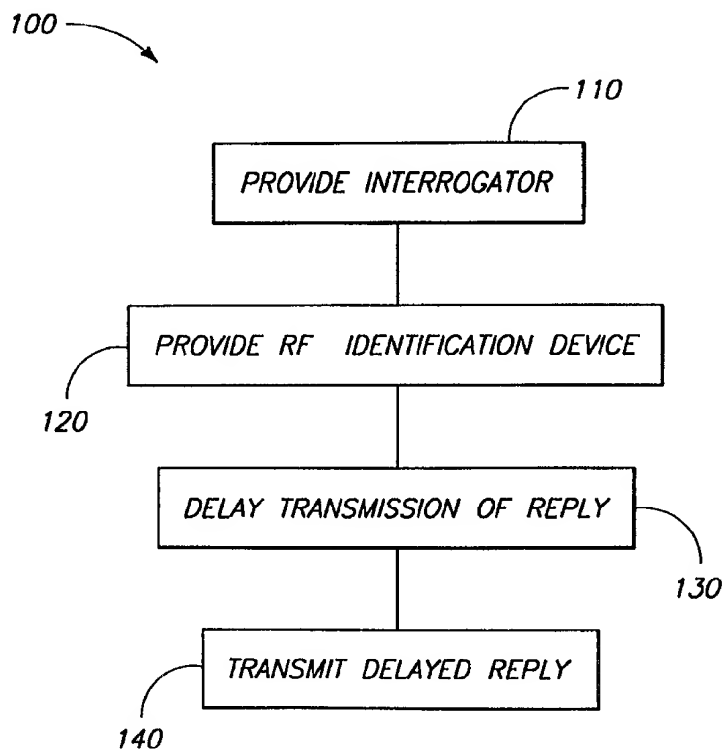 100
110
PROVIDE INTERROGATOR
PROVIDE RF IDENTIFICATION DEVICE
120
DELAY TRANSMISSION OF REPLY
130
TRANSMIT DELAYED REPLY
140